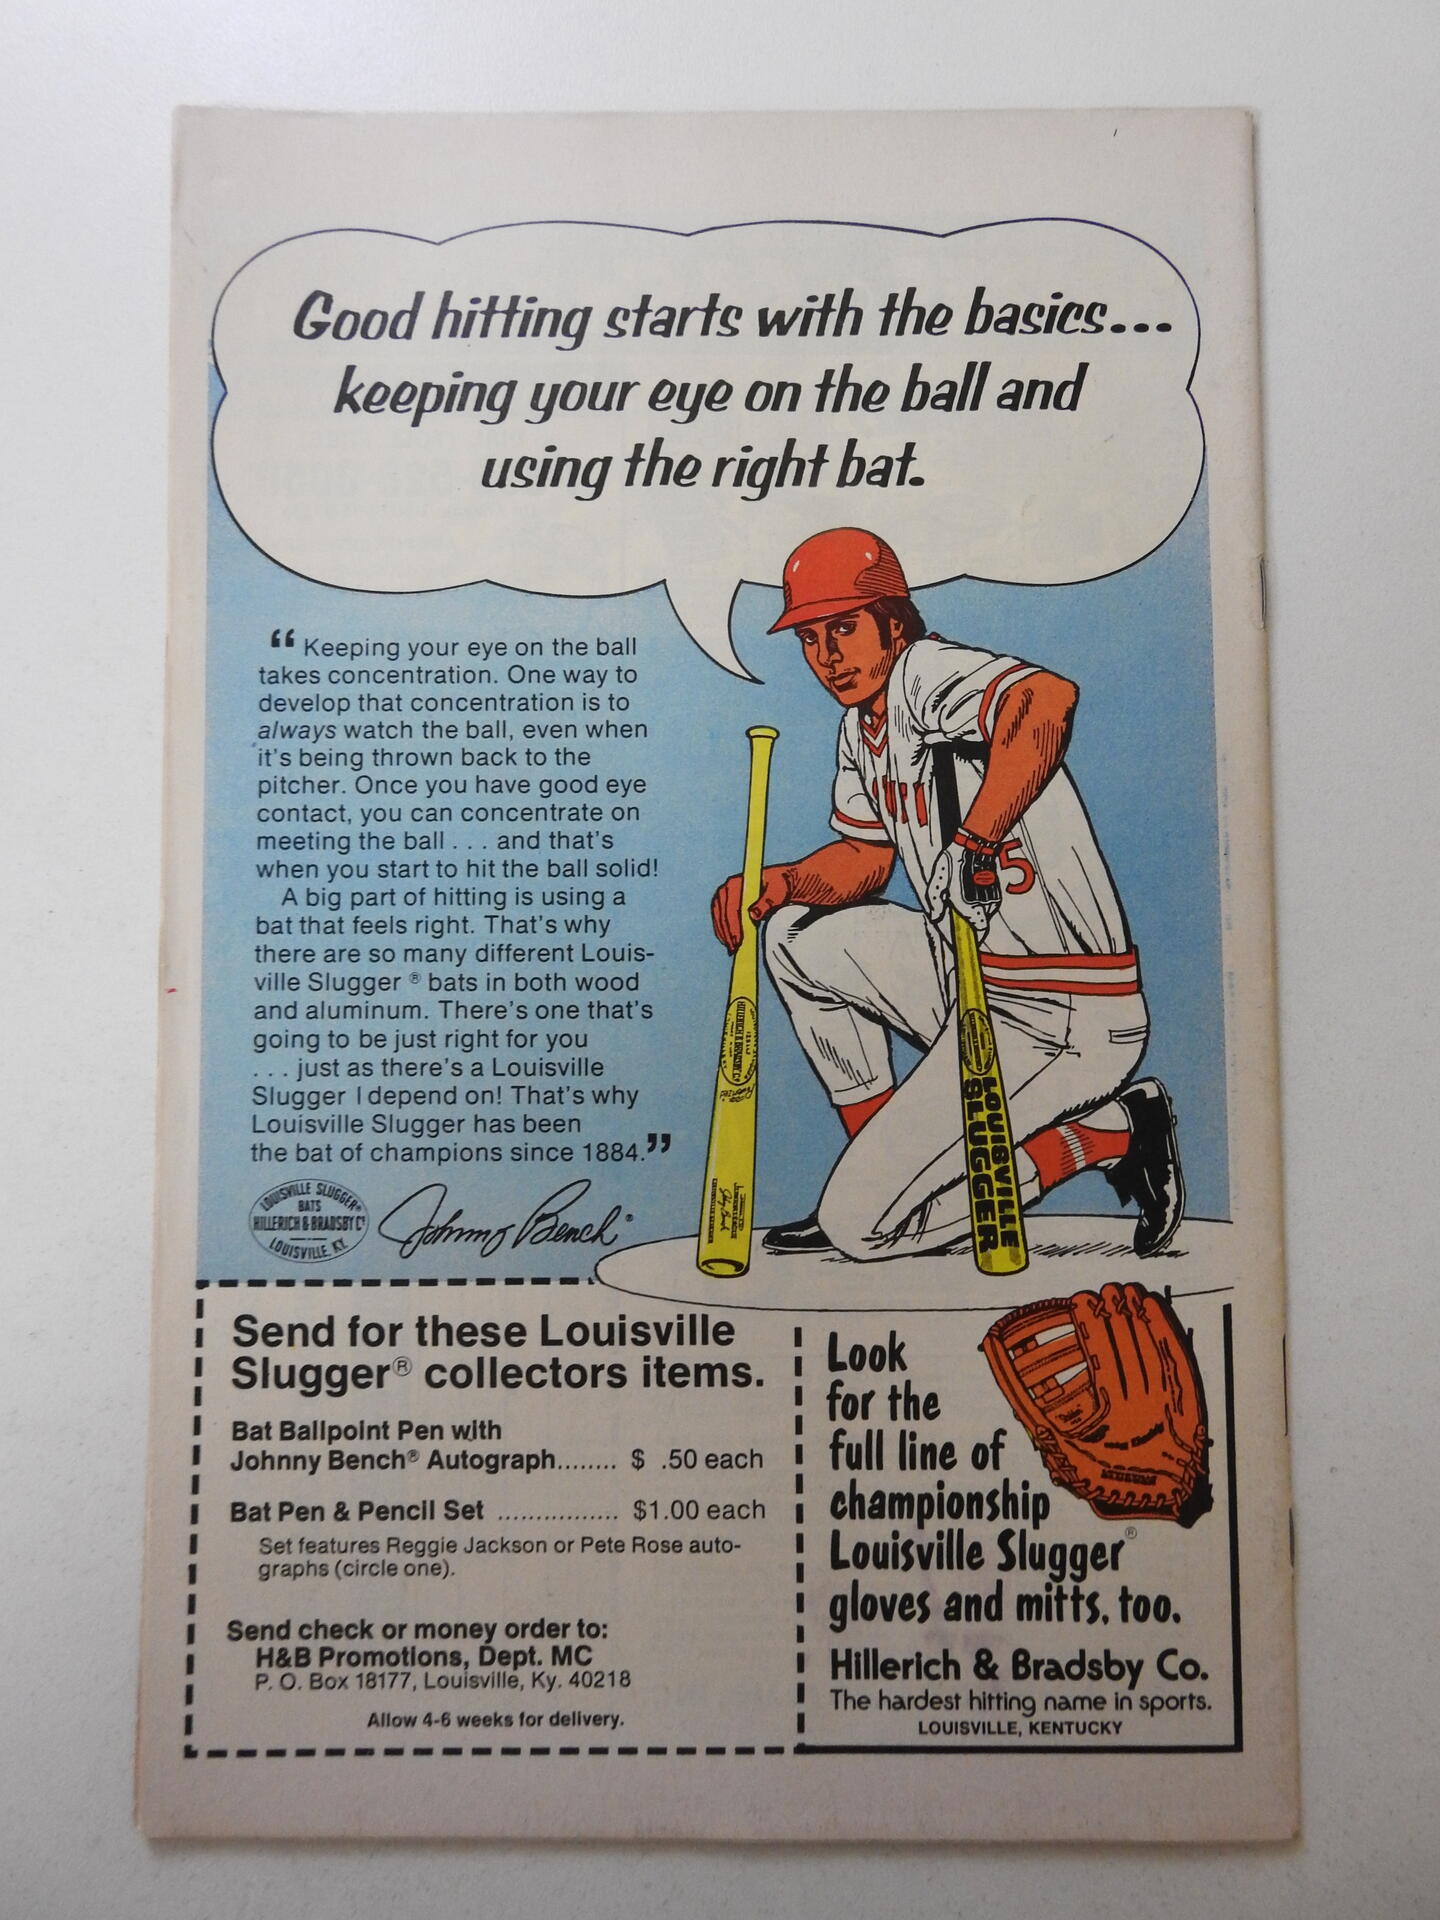 Good hitting starts with the basics...
keeping your eye on the ball and
using the right bat.
“ Keeping your eye on the ball
takes concentration. One way to
develop that concentration is to
always watch the ball, even when
it's being thrown back to the
pitcher. Once you have good eye
contact, you can concentrate on
meeting the ball . . . and that's
when you start to hit the ball solid!
A big part of hitting is using a
bat that feels right. That's why
there are so many different Louis-
ville Slugger ® bats in both wood
and aluminum. There's one that's
going to be just right for you
. . . just as there's a Louisville
Slugger I depend on! That's why
Louisville Slugger has been
the bat of champions since 1884.”
LOUISVILLE SLUGGER®
BATS
HILLERICH & BRADSBY Cº
LOUISVILLE, KY.
Johnny Bench ®
5
HILLERICH & BRADSBY Cº
LOUISVILLE
SLUGGER
Send for these Louisville
Slugger® collectors items.
Bat Ballpoint Pen with
Johnny Bench® Autograph........ $ .50 each
Bat Pen & Pencil Set ................ $1.00 each
Set features Reggie Jackson or Pete Rose auto-
graphs (circle one).
Send check or money order to:
H&B Promotions, Dept. MC
P. O. Box 18177, Louisville, Ky. 40218
Allow 4-6 weeks for delivery.
Look
for the
full line of
championship
Louisville Slugger®
gloves and mitts, too.
Hillerich & Bradsby Co.
The hardest hitting name in sports.
LOUISVILLE, KENTUCKY